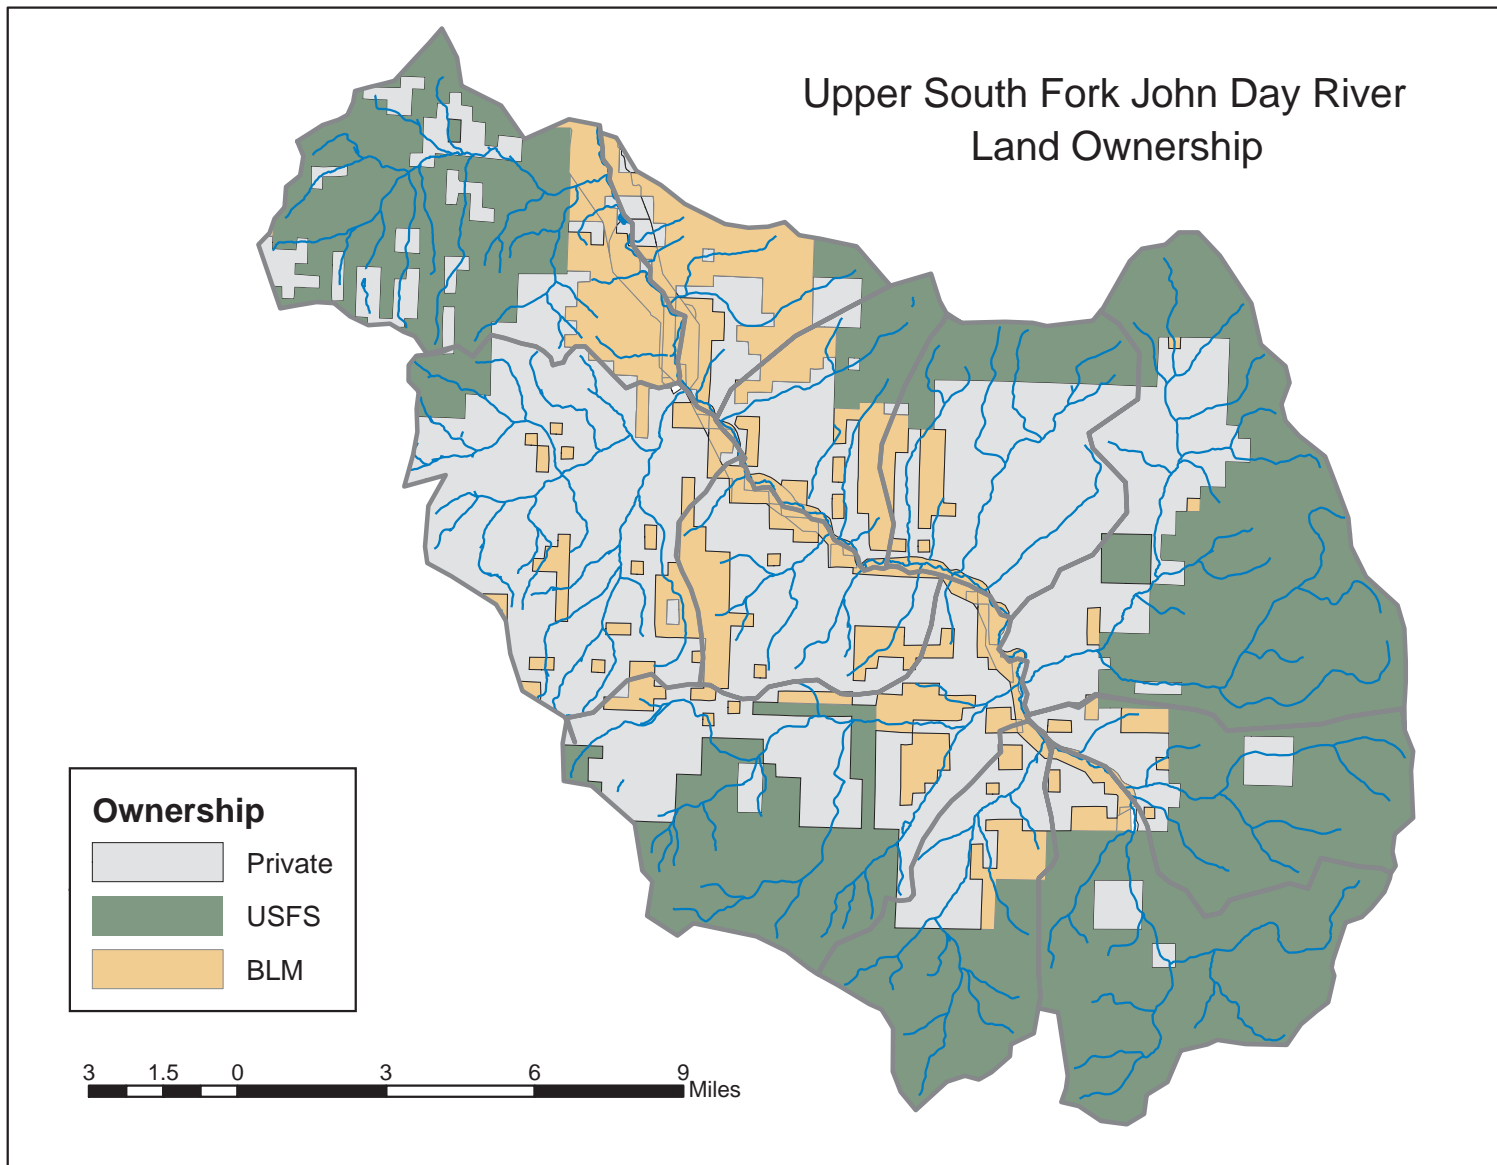 Upper South Fork John Day River
Land Ownership
Ownership
Private
USFS
BLM
3 1.5 0 3 6 9
Miles